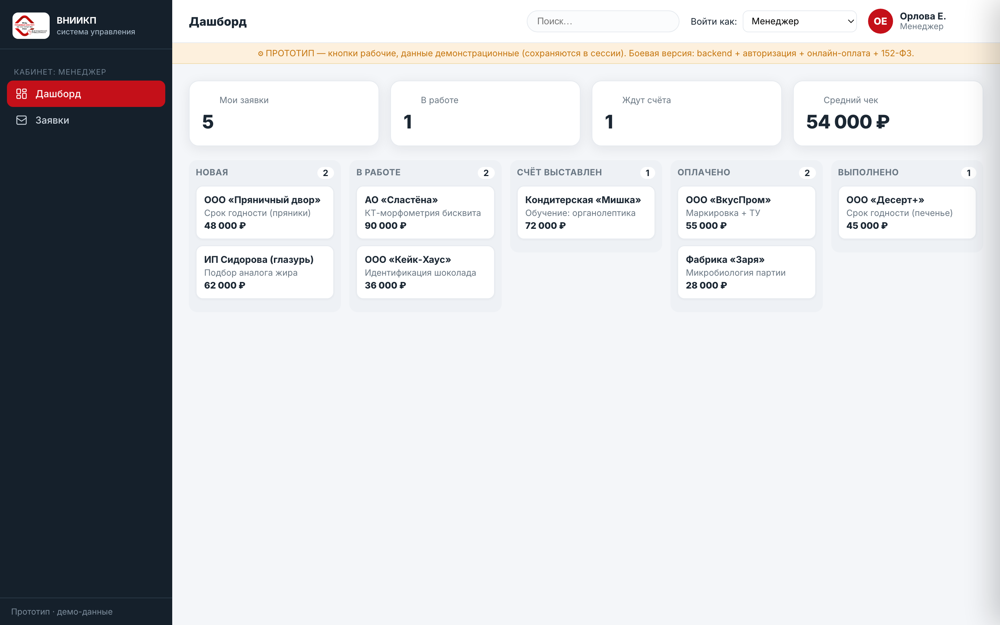 ВНИИКП
система управления
КАБИНЕТ: МЕНЕДЖЕР
Дашборд
Заявки
Прототип · демо-данные
Дашборд
Поиск...
Войти как:
Менеджер
ОЕ
Орлова Е.
Менеджер
⚙ ПРОТОТИП — кнопки рабочие, данные демонстрационные (сохраняются в сессии). Боевая версия: backend + авторизация + онлайн-оплата + 152-ФЗ.
Мои заявки
5
В работе
1
Ждут счёта
1
Средний чек
54 000 ₽
НОВАЯ 2
ООО «Пряничный двор»
Срок годности (пряники)
48 000 ₽
ИП Сидорова (глазурь)
Подбор аналога жира
62 000 ₽
В РАБОТЕ 2
АО «Сластёна»
КТ-морфометрия бисквита
90 000 ₽
ООО «Кейк-Хаус»
Идентификация шоколада
36 000 ₽
СЧЁТ ВЫСТАВЛЕН 1
Кондитерская «Мишка»
Обучение: органолептика
72 000 ₽
ОПЛАЧЕНО 2
ООО «ВкусПром»
Маркировка + ТУ
55 000 ₽
Фабрика «Заря»
Микробиология партии
28 000 ₽
ВЫПОЛНЕНО 1
ООО «Десерт+»
Срок годности (печенье)
45 000 ₽